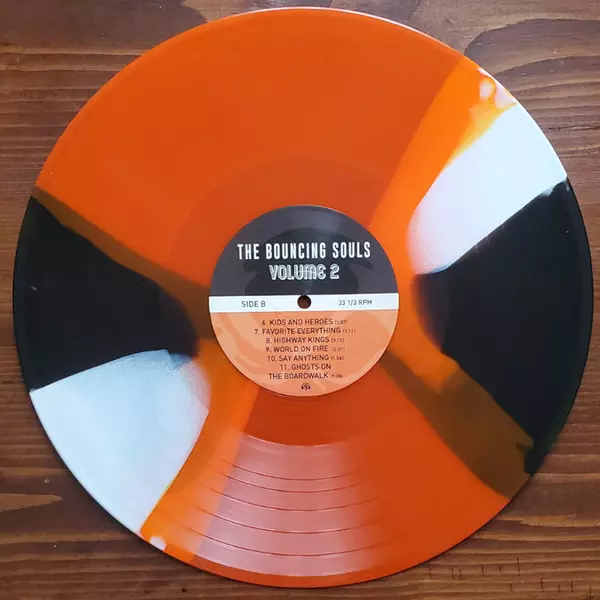 THE BOUNCING SOULS
VOLUME 2
SIDE B 33 1/3 RPM
6. KIDS AND HEROES
7. FAVORITE EVERYTHING
8. HIGHWAY KINGS
9. WORLD ON FIRE
10. SAY ANYTHING
11. GHOSTS ON
THE BOARDWALK